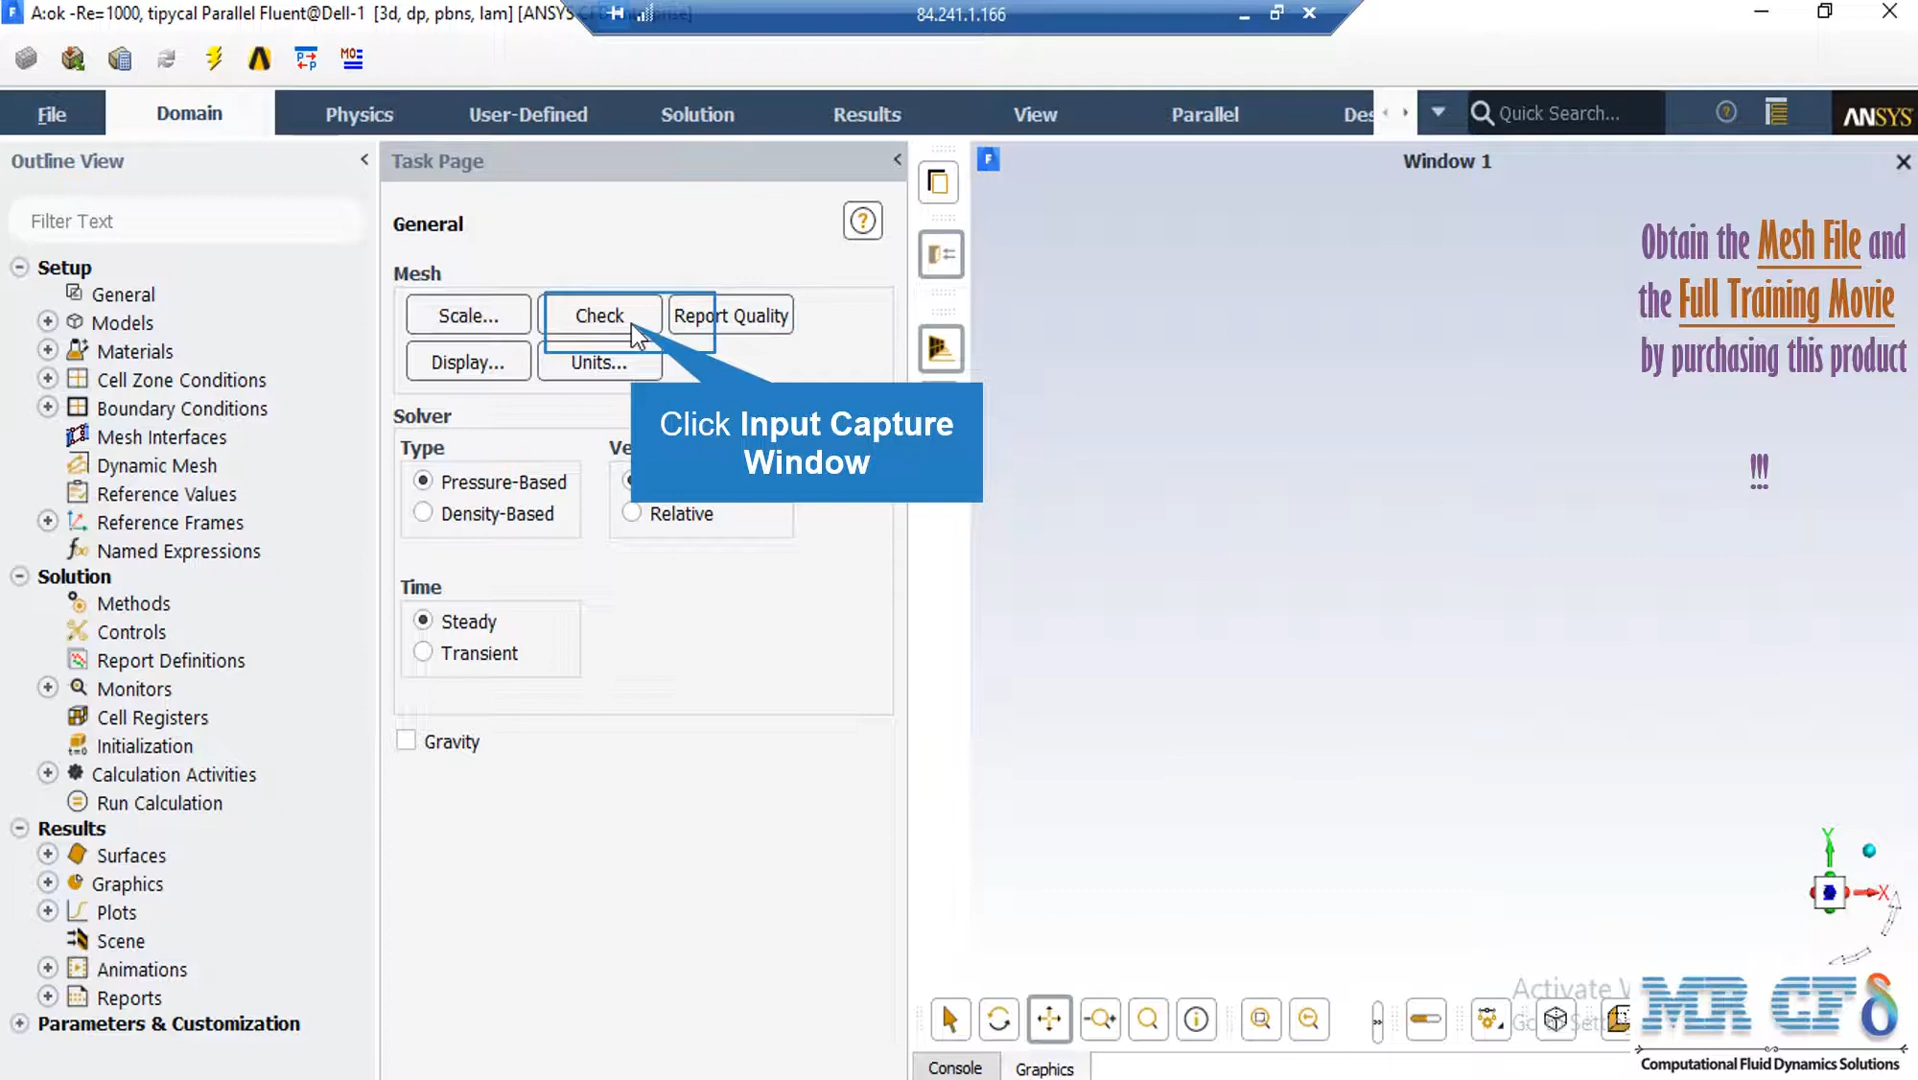 A:ok -Re=1000, tipycal Parallel Fluent@Dell-1 [3d, dp, pbns, lam] [ANSYS
84.241.1.166
File
Domain
Physics
User-Defined
Solution
Results
View
Parallel
Des
Quick Search...
ANSYS
Outline View
Filter Text
Setup
General
Models
Materials
Cell Zone Conditions
Boundary Conditions
Mesh Interfaces
Dynamic Mesh
Reference Values
Reference Frames
Named Expressions
Solution
Methods
Controls
Report Definitions
Monitors
Cell Registers
Initialization
Calculation Activities
Run Calculation
Results
Surfaces
Graphics
Plots
Scene
Animations
Reports
Parameters & Customization
Task Page
General
Mesh
Scale...
Check
Report Quality
Display...
Units...
Solver
Type
Ve
Pressure-Based
Density-Based
Relative
Time
Steady
Transient
Gravity
Click Input Capture
Window
Window 1
Obtain the Mesh File and
the Full Training Movie
by purchasing this product
!!!
Y
X
Activate
MR CFD
Computational Fluid Dynamics Solutions
Console
Graphics